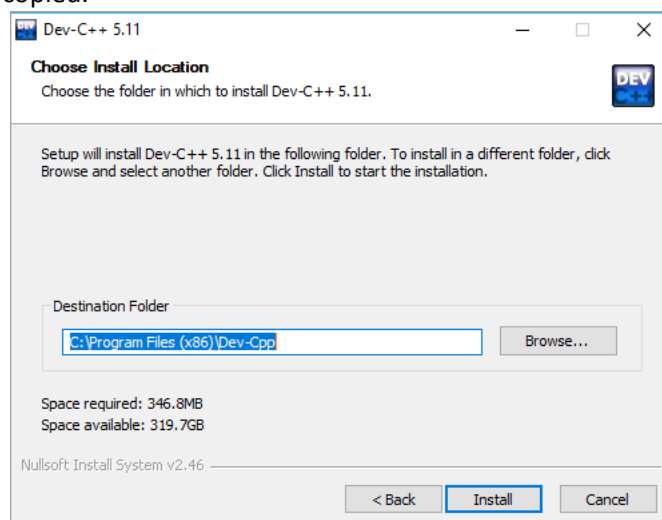 copied.
Dev-C++ 5.11
Choose Install Location
Choose the folder in which to install Dev-C++ 5.11.
DEV
C++
Setup will install Dev-C++ 5.11 in the following folder. To install in a different folder, click
Browse and select another folder. Click Install to start the installation.
Destination Folder
C:\Program Files (x86)\Dev-Cpp
Browse...
Space required: 346.8MB
Space available: 319.7GB
Nullsoft Install System v2.46
< Back Install Cancel